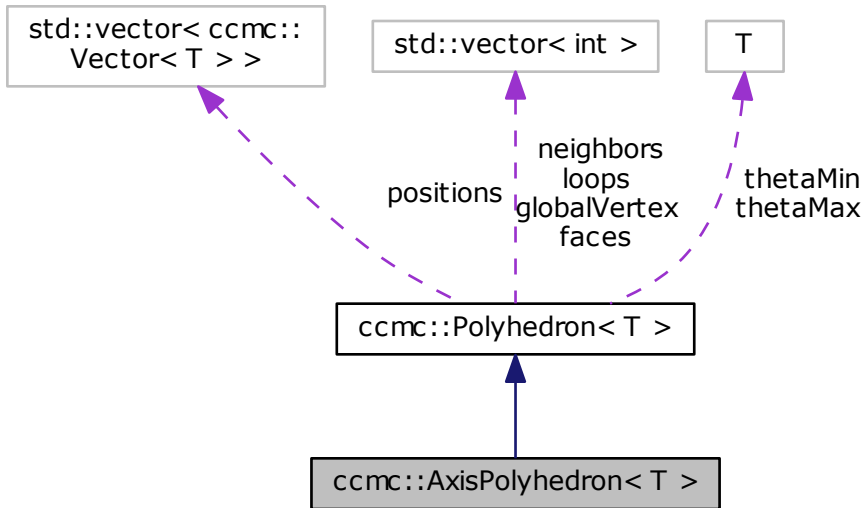 std::vector< ccmc::
Vector< T > >
std::vector< int >
T
positions
neighbors
loops
globalVertex
faces
thetaMin
thetaMax
ccmc::Polyhedron< T >
ccmc::AxisPolyhedron< T >